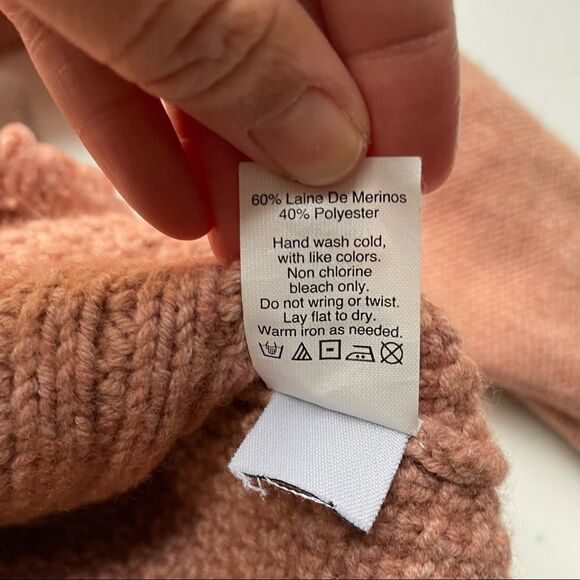 60% Laine De Merinos
40% Polyester
Hand wash cold,
with like colors.
Non chlorine
bleach only.
Do not wring or twist.
Lay flat to dry.
Warm iron as needed.